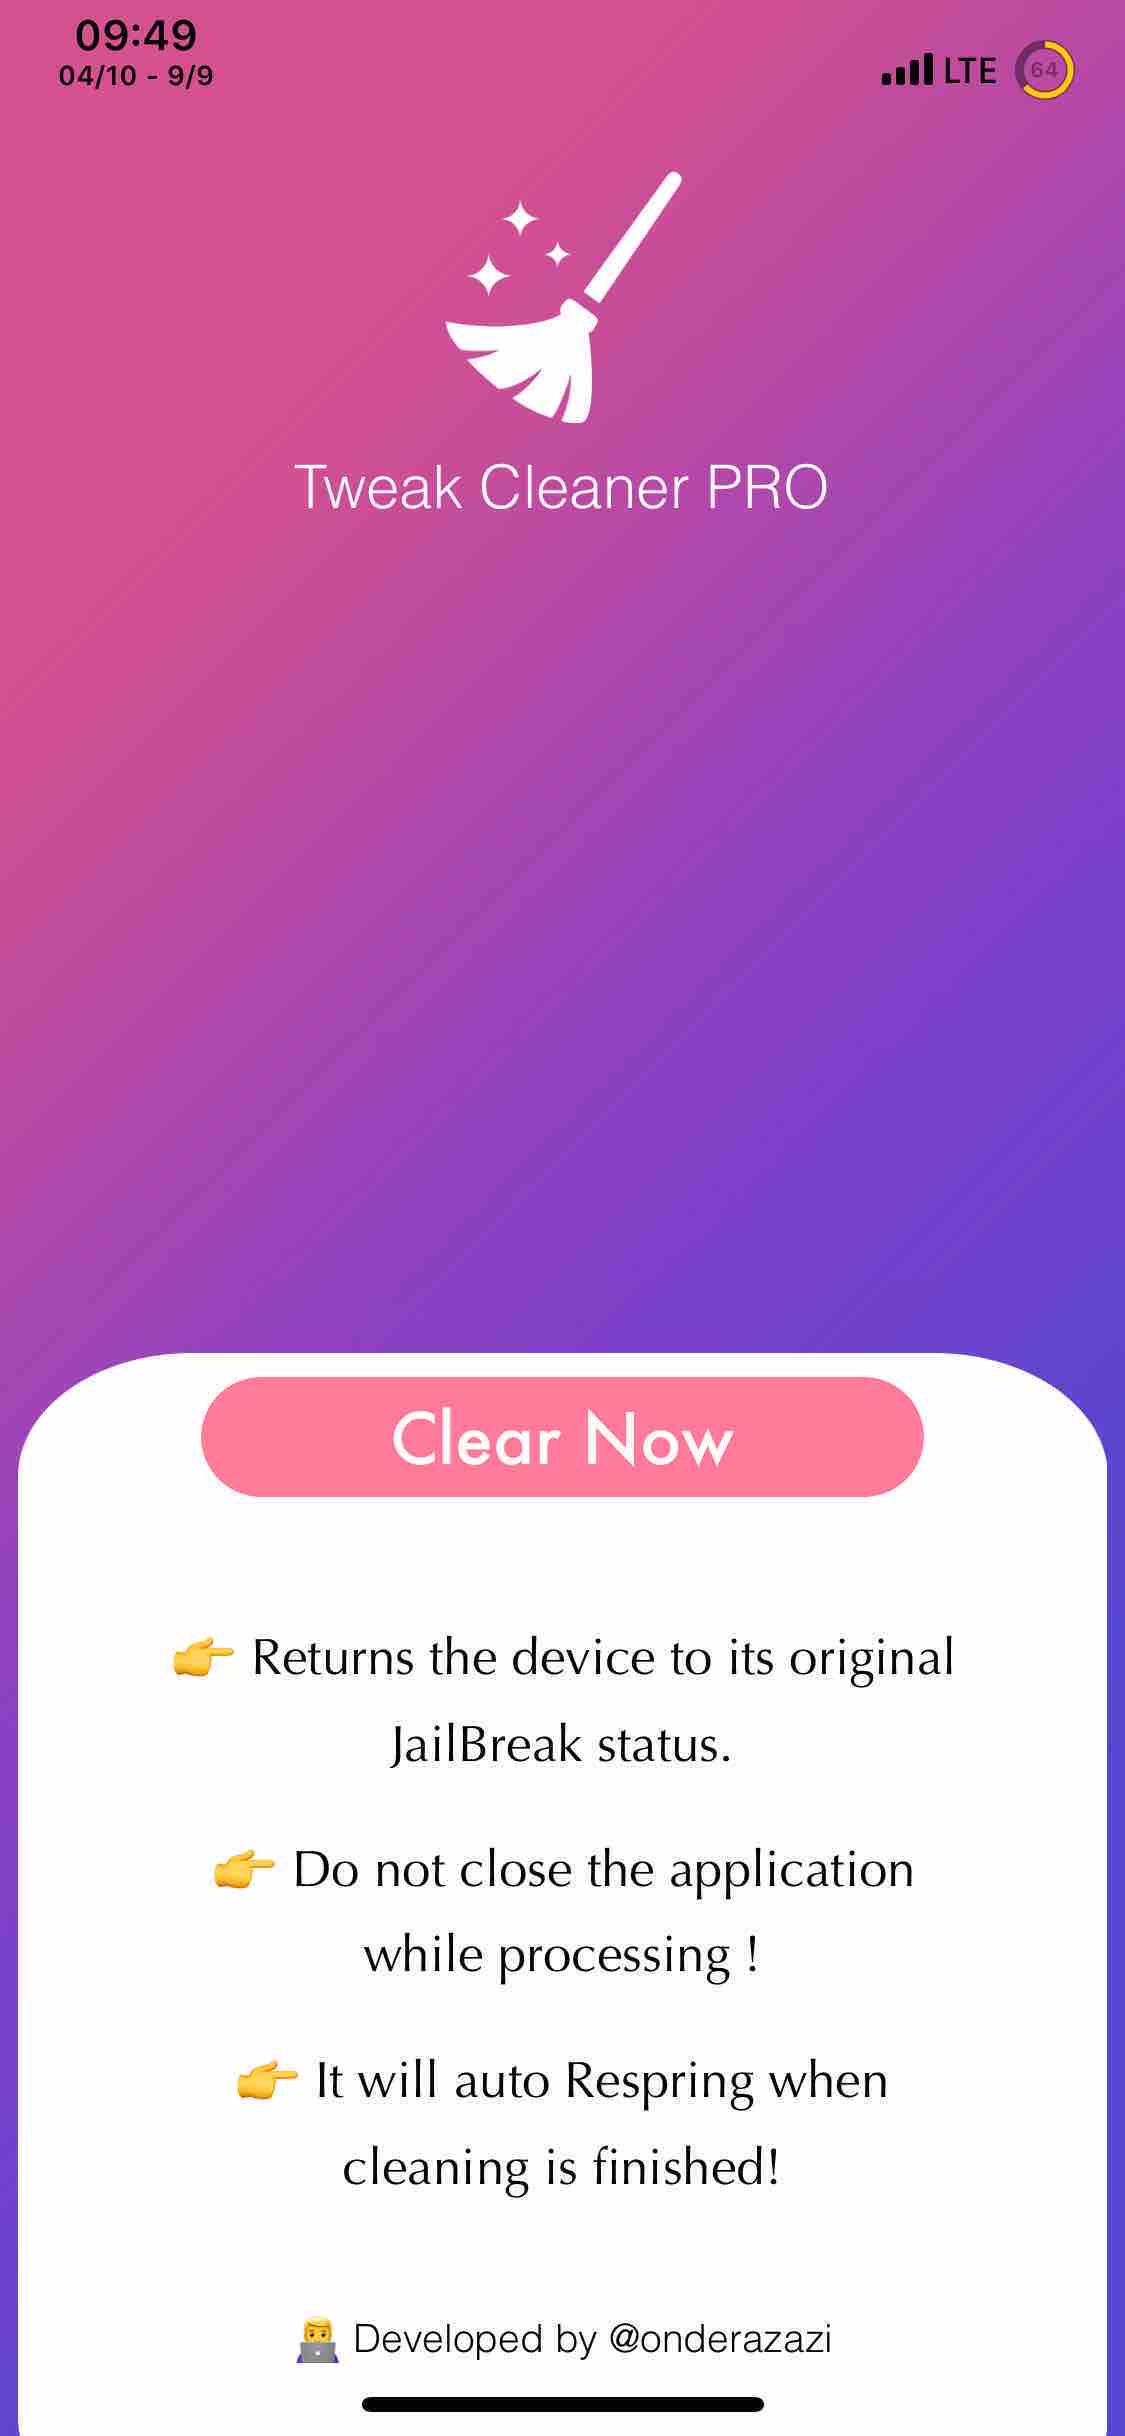 09:49
04/10 - 9/9
LTE
64
Tweak Cleaner PRO
Clear Now
👉 Returns the device to its original
JailBreak status.
👉 Do not close the application
while processing !
👉 It will auto Respring when
cleaning is finished!
👨‍💻 Developed by @onderazazi